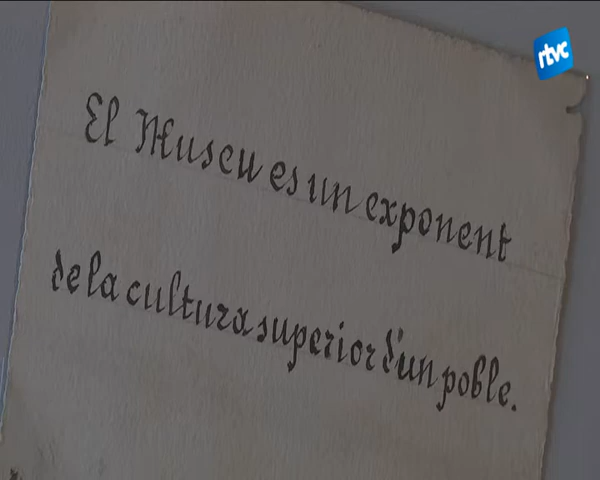 rtvc
El Museu es un exponent
de la cultura superior d'un poble.